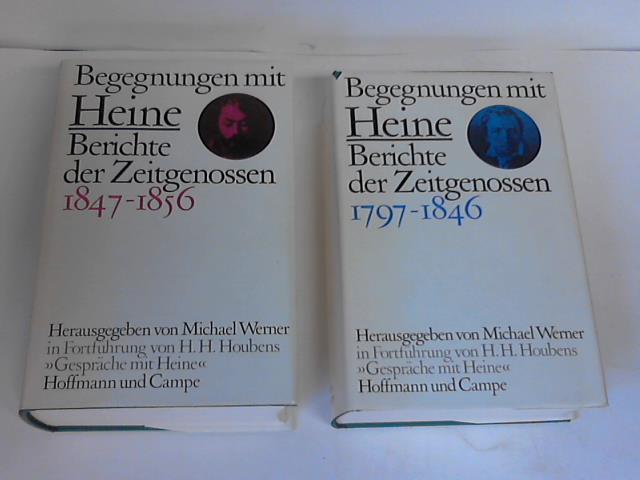 Begegnungen mit
Heine
Berichte
der Zeitgenossen
1847-1856
Herausgegeben von Michael Werner
in Fortführung von H. H. Houbens
»Gespräche mit Heine«
Hoffmann und Campe
Begegnungen mit
Heine
Berichte
der Zeitgenossen
1797-1846
Herausgegeben von Michael Werner
in Fortführung von H. H. Houbens
»Gespräche mit Heine«
Hoffmann und Campe